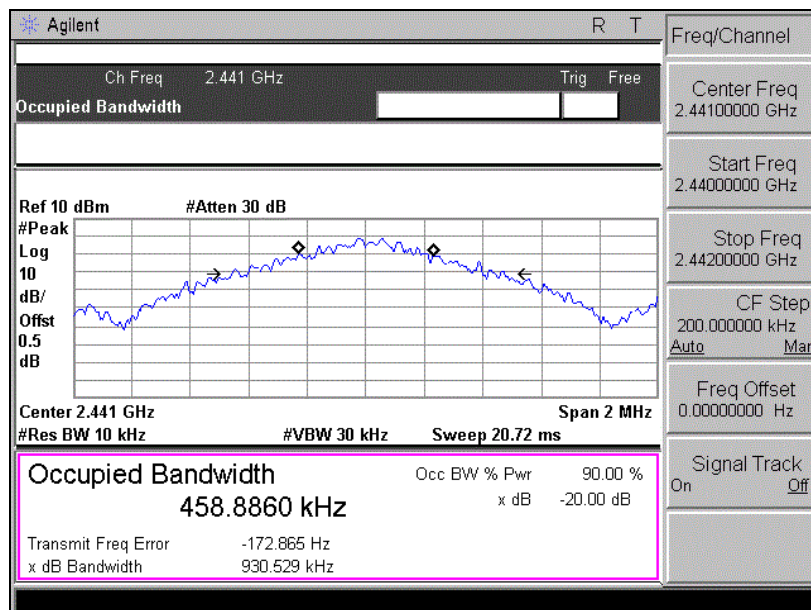 Agilent
R T
Ch Freq 2.441 GHz Trig Free
Occupied Bandwidth
Ref 10 dBm #Atten 30 dB
#Peak
Log
10
dB/
Offst
0.5
dB
Center 2.441 GHz Span 2 MHz
#Res BW 10 kHz #VBW 30 kHz Sweep 20.72 ms
Occupied Bandwidth
458.8860 kHz
Occ BW % Pwr 90.00 %
x dB -20.00 dB
Transmit Freq Error -172.865 Hz
x dB Bandwidth 930.529 kHz
Freq/Channel
Center Freq
2.44100000 GHz
Start Freq
2.44000000 GHz
Stop Freq
2.44200000 GHz
CF Step
200.000000 kHz
Auto Man
Freq Offset
0.00000000 Hz
Signal Track
On Off